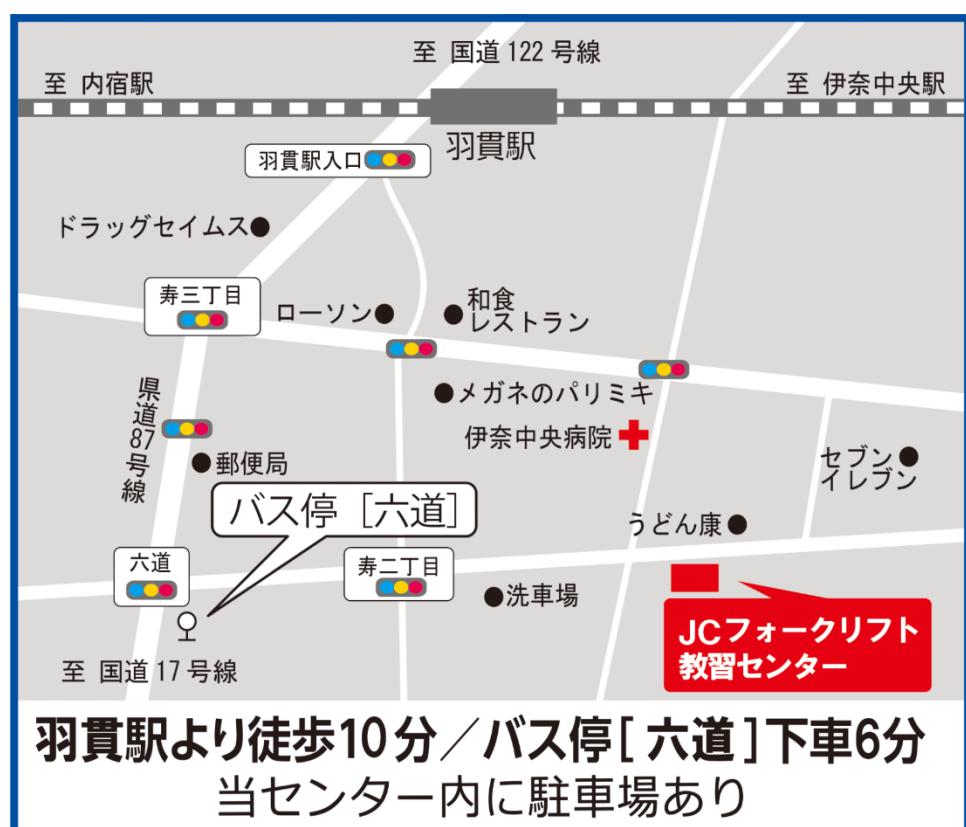 至 国道122号線
至 内宿駅
至 伊奈中央駅
羽貫駅
羽貫駅入口
ドラッグセイムス
寿三丁目
ローソン
和食
レストラン
メガネのパリミキ
県道87号線
伊奈中央病院
郵便局
セブン
イレブン
バス停 [六道]
うどん康
六道
寿二丁目
洗車場
JCフォークリフト
教習センター
至 国道17号線
羽貫駅より徒歩10分/バス停[六道]下車6分
当センター内に駐車場あり